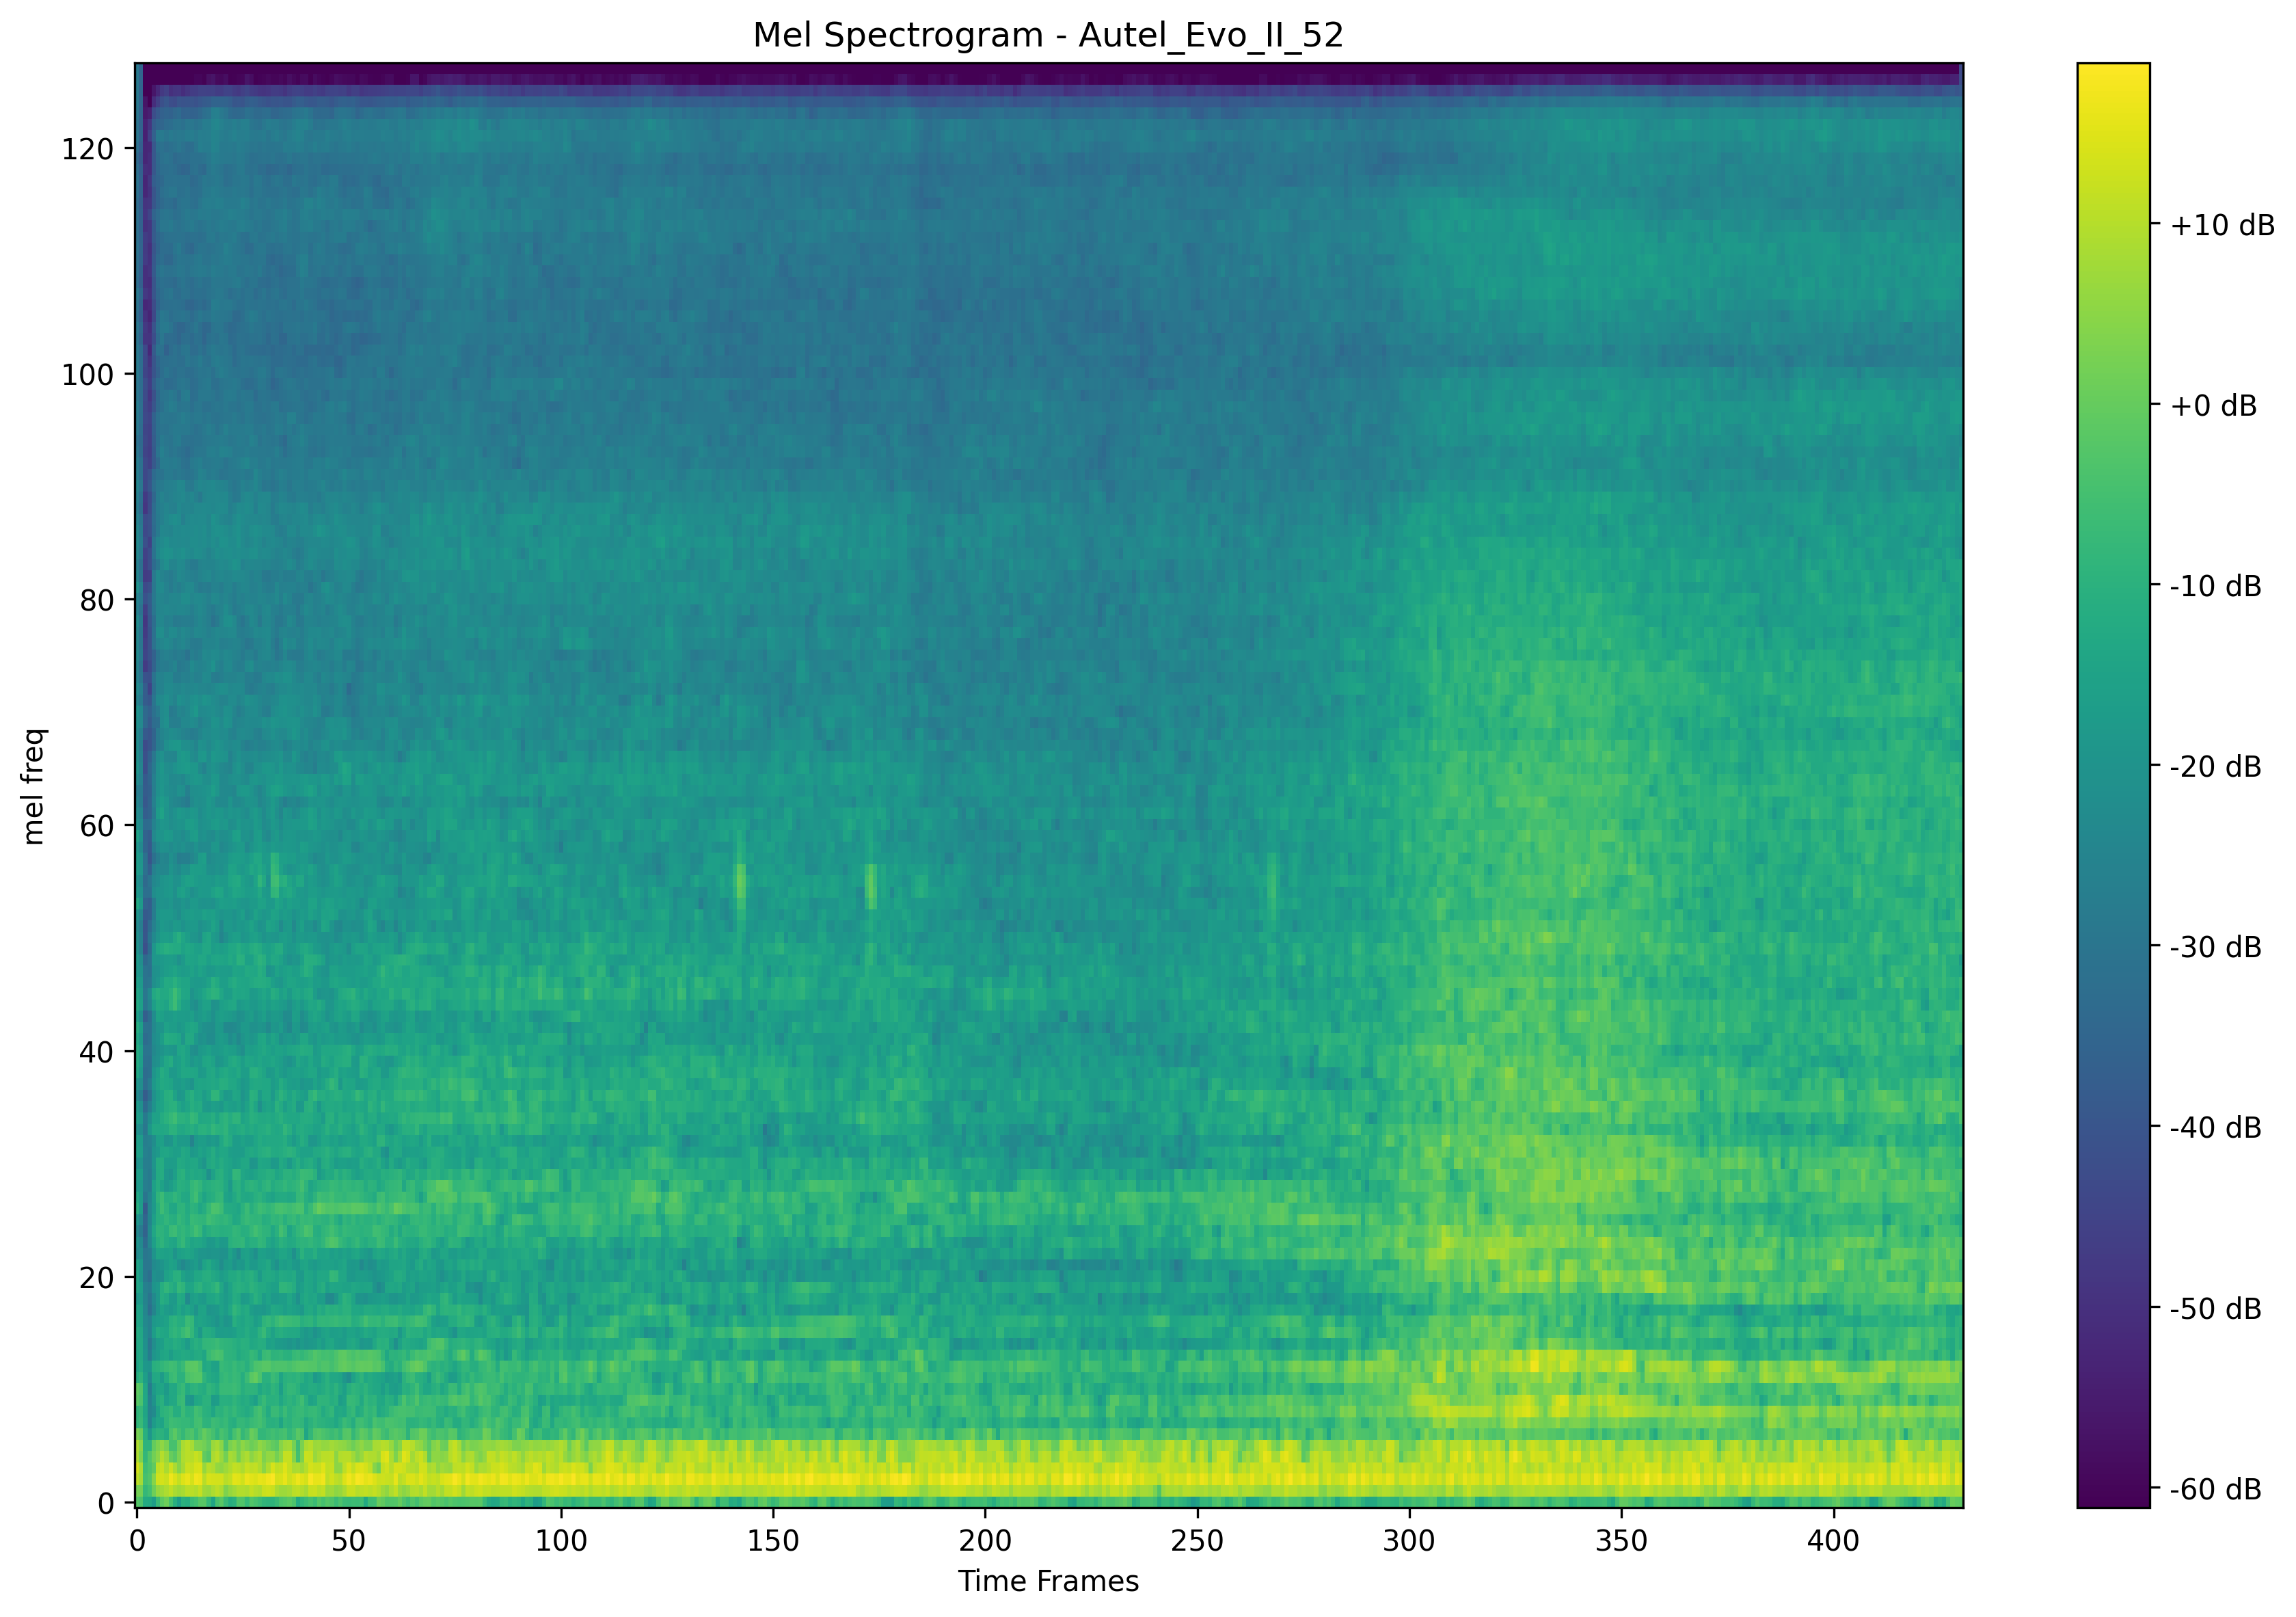 Mel Spectrogram - Autel_Evo_II_52
mel freq
120
100
80
60
40
20
0
0 50 100 150 200 250 300 350 400
Time Frames
+10 dB
+0 dB
-10 dB
-20 dB
-30 dB
-40 dB
-50 dB
-60 dB